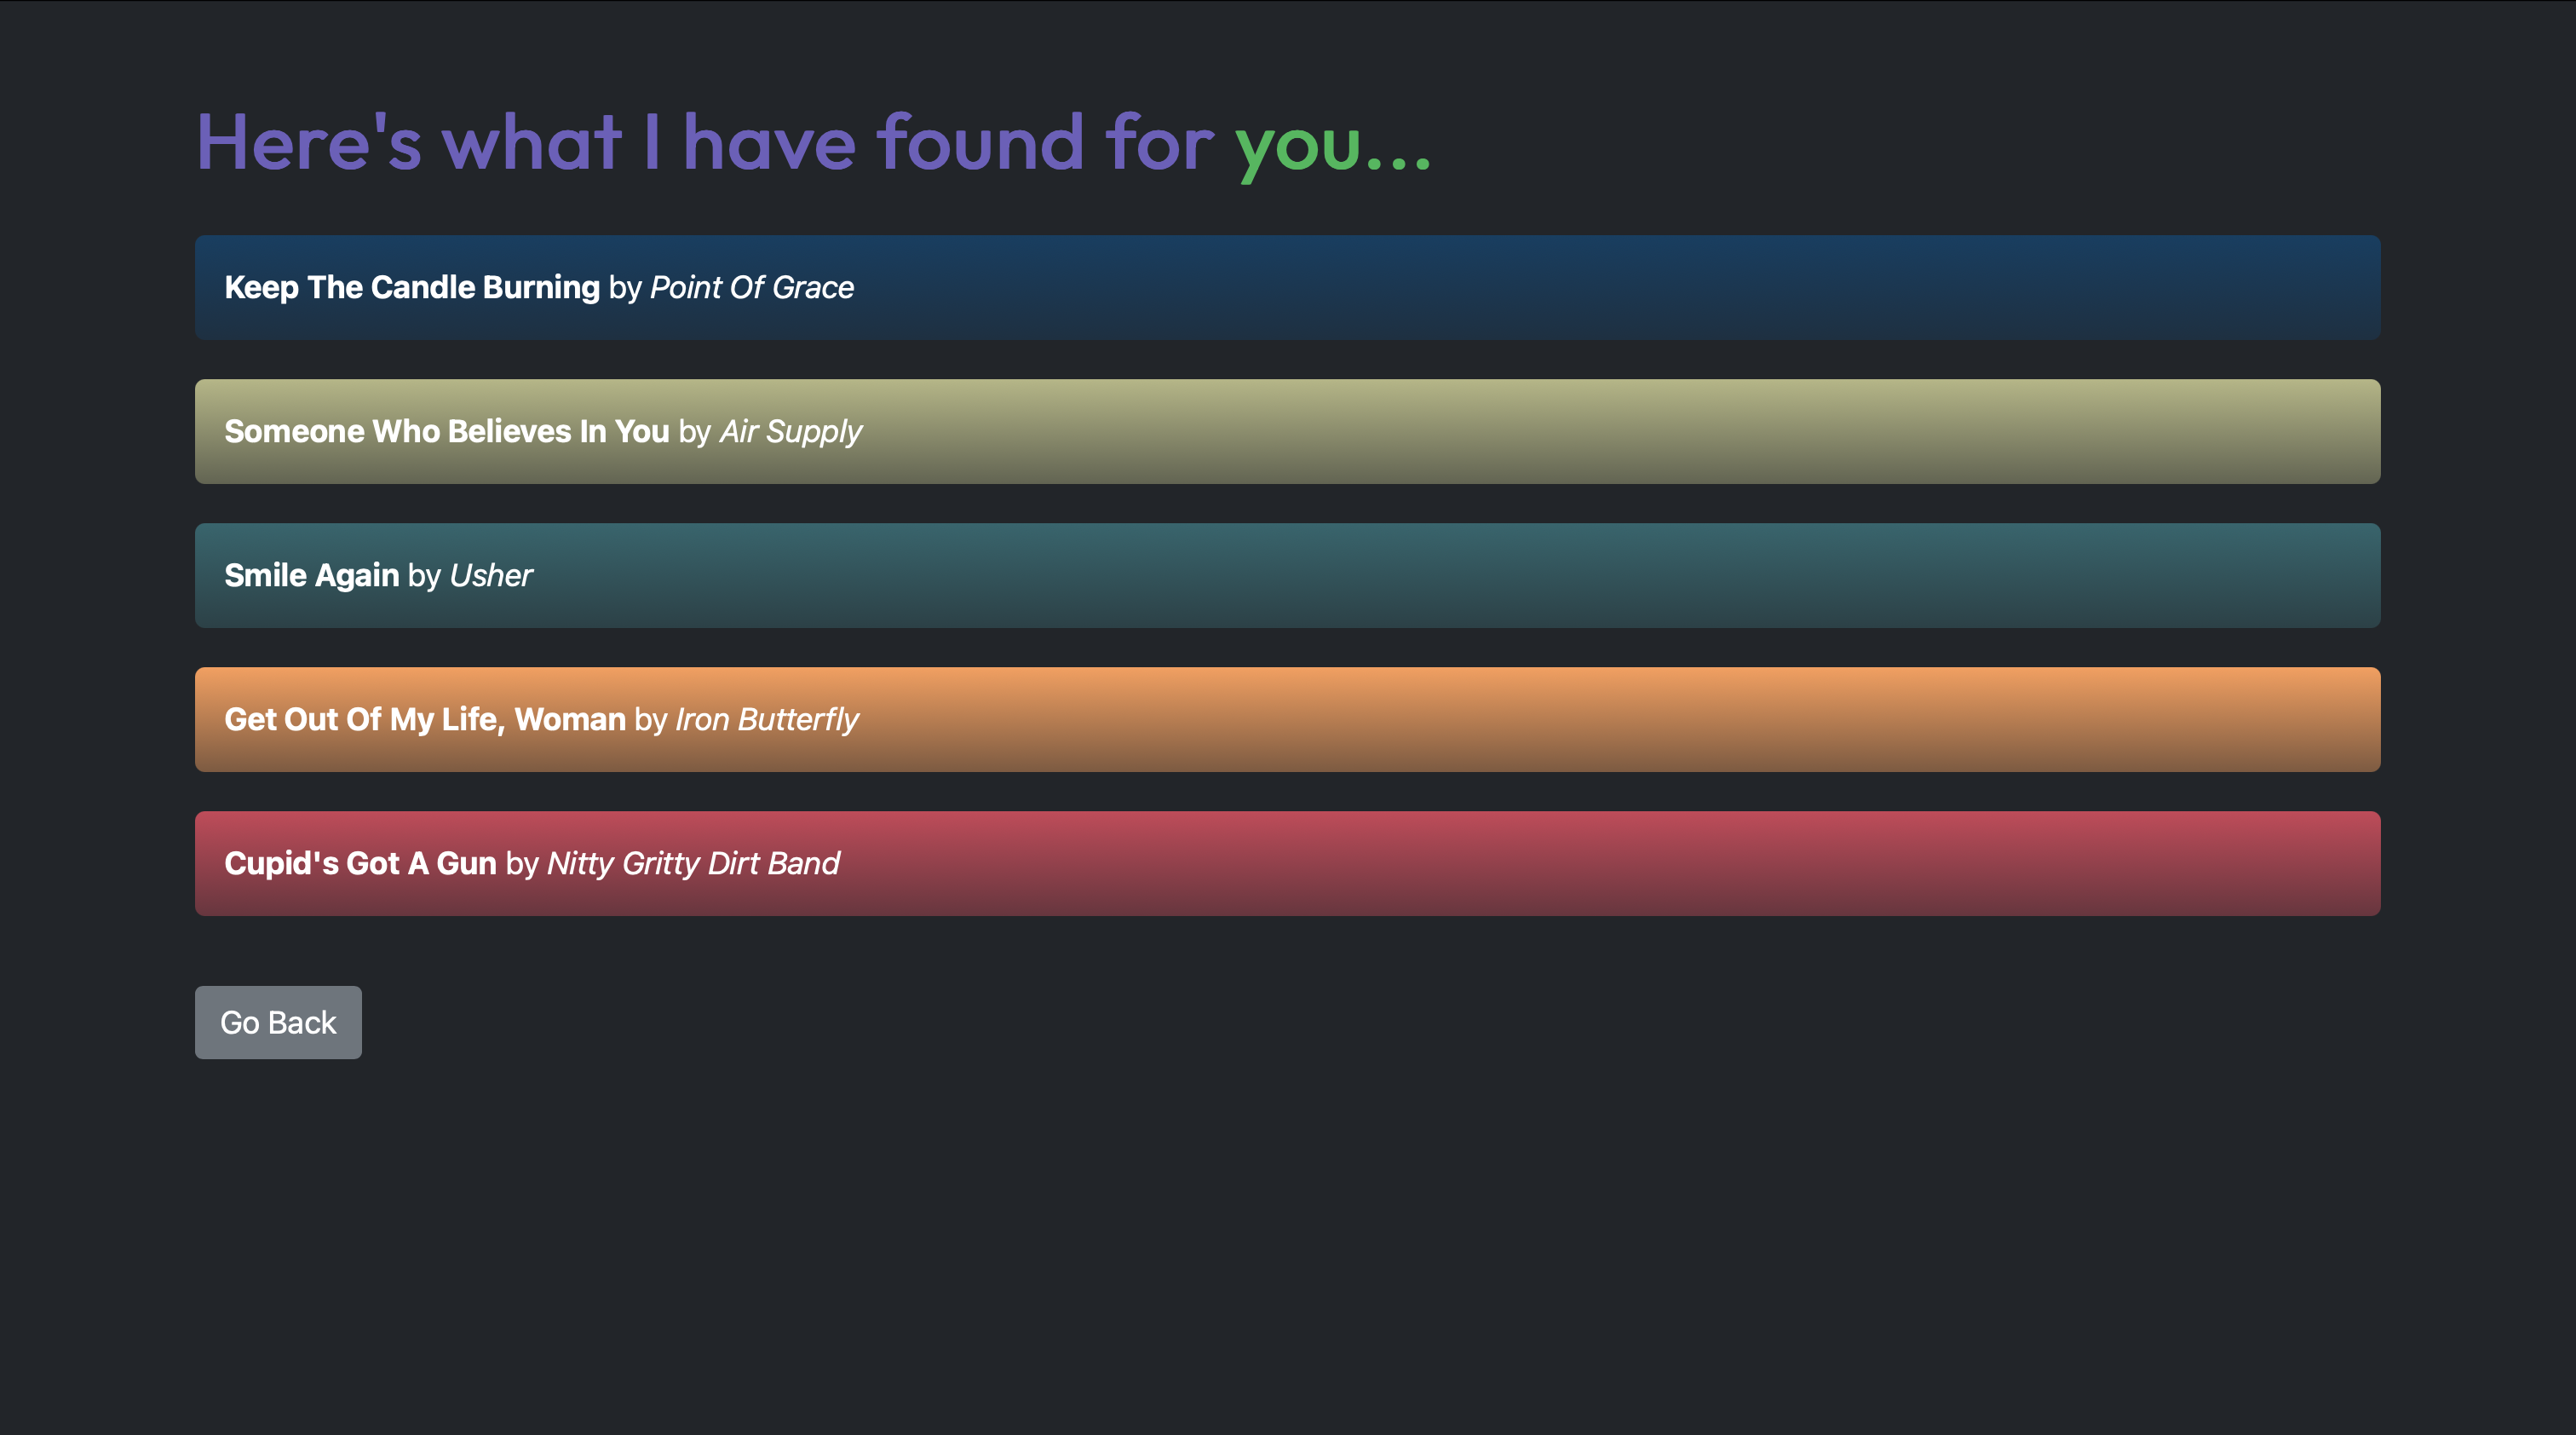 Here's what I have found for you...
Keep The Candle Burning by Point Of Grace
Someone Who Believes In You by Air Supply
Smile Again by Usher
Get Out Of My Life, Woman by Iron Butterfly
Cupid's Got A Gun by Nitty Gritty Dirt Band
Go Back